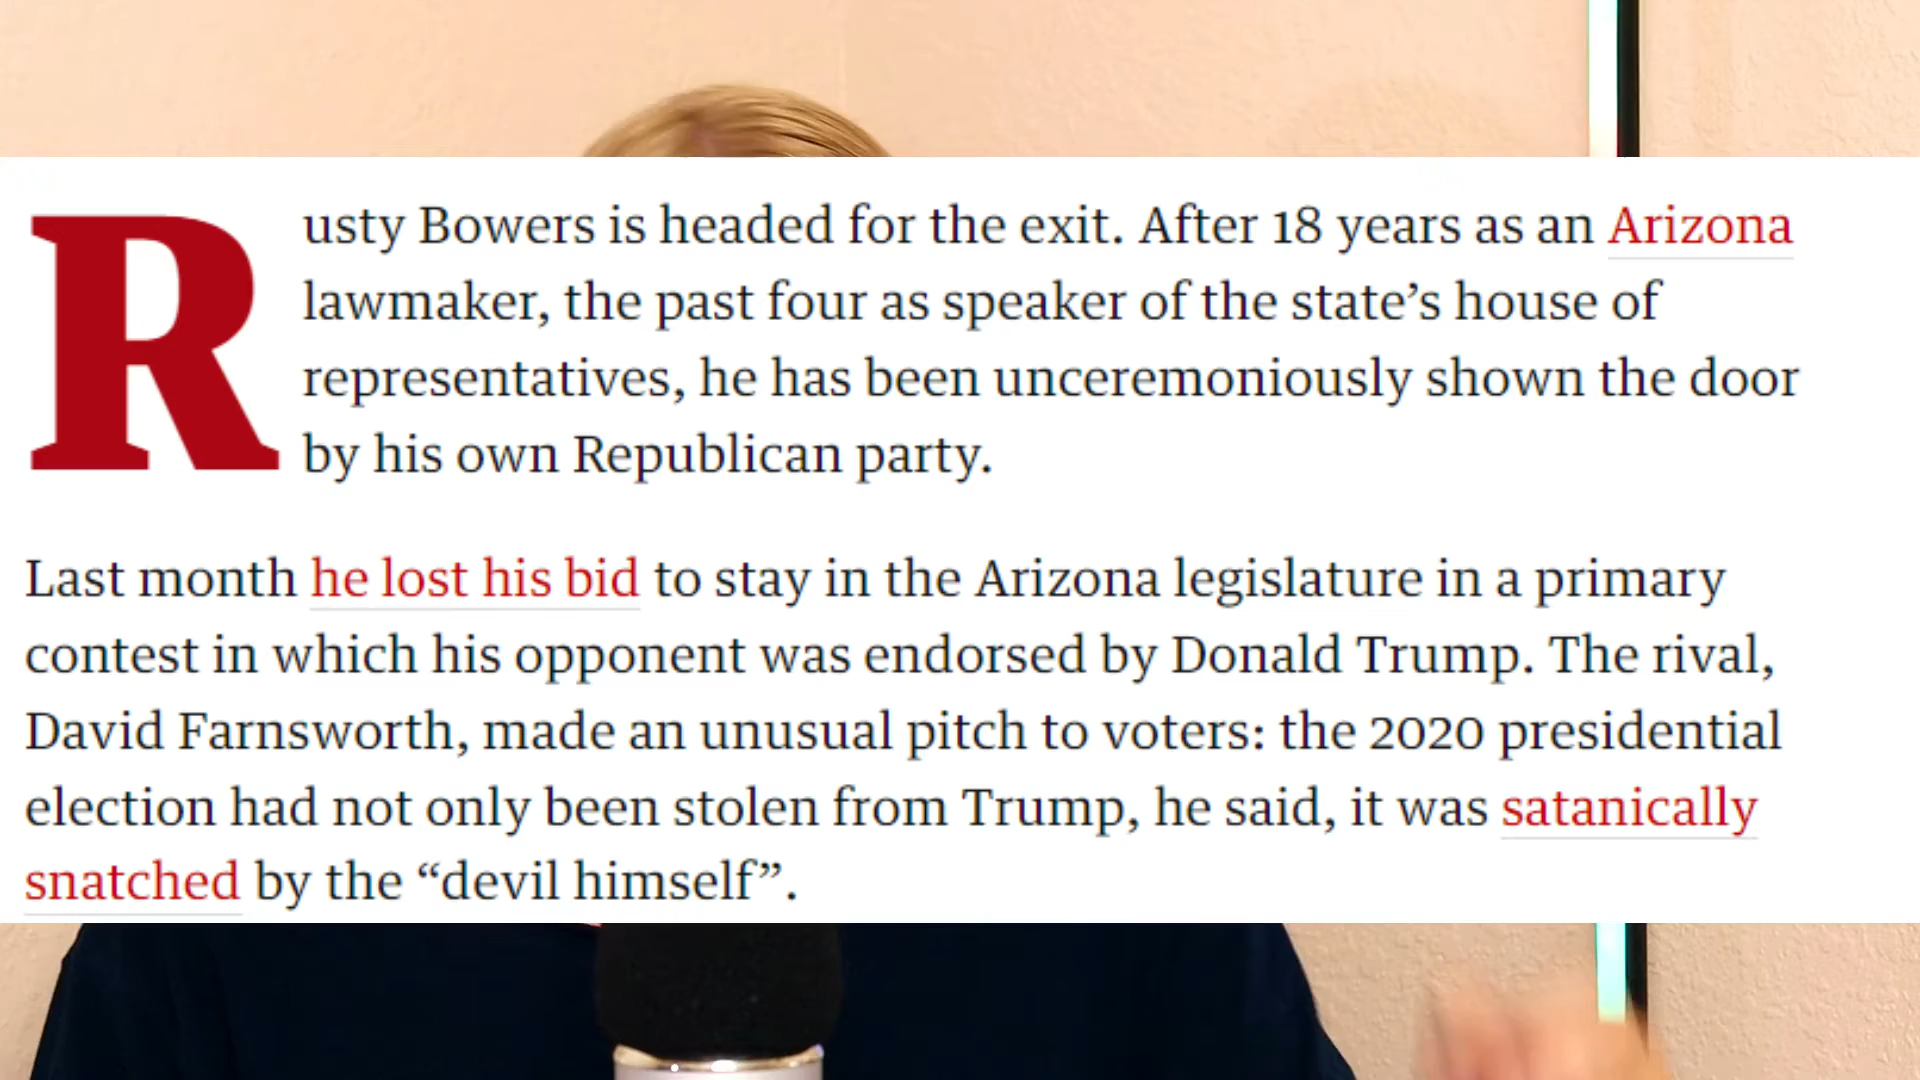 Rusty Bowers is headed for the exit. After 18 years as an Arizona
lawmaker, the past four as speaker of the state’s house of
representatives, he has been unceremoniously shown the door
by his own Republican party.
Last month he lost his bid to stay in the Arizona legislature in a primary
contest in which his opponent was endorsed by Donald Trump. The rival,
David Farnsworth, made an unusual pitch to voters: the 2020 presidential
election had not only been stolen from Trump, he said, it was satanically
snatched by the “devil himself”.